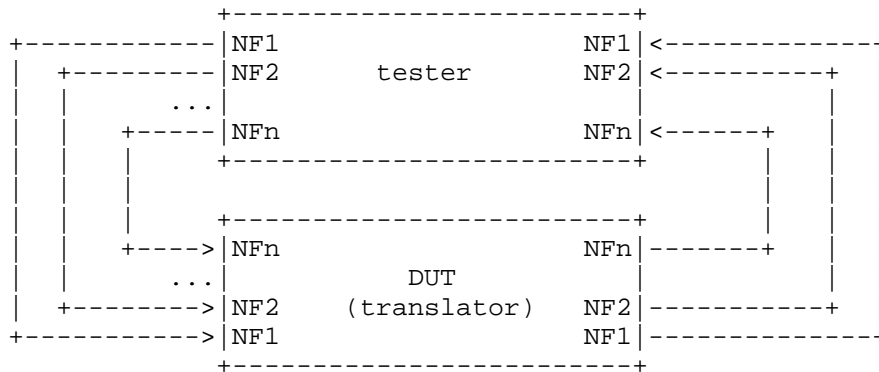 NF1 NF1
NF2 tester NF2
...
NFn NFn
NFn NFn
... DUT
NF2 (translator) NF2
NF1 NF1